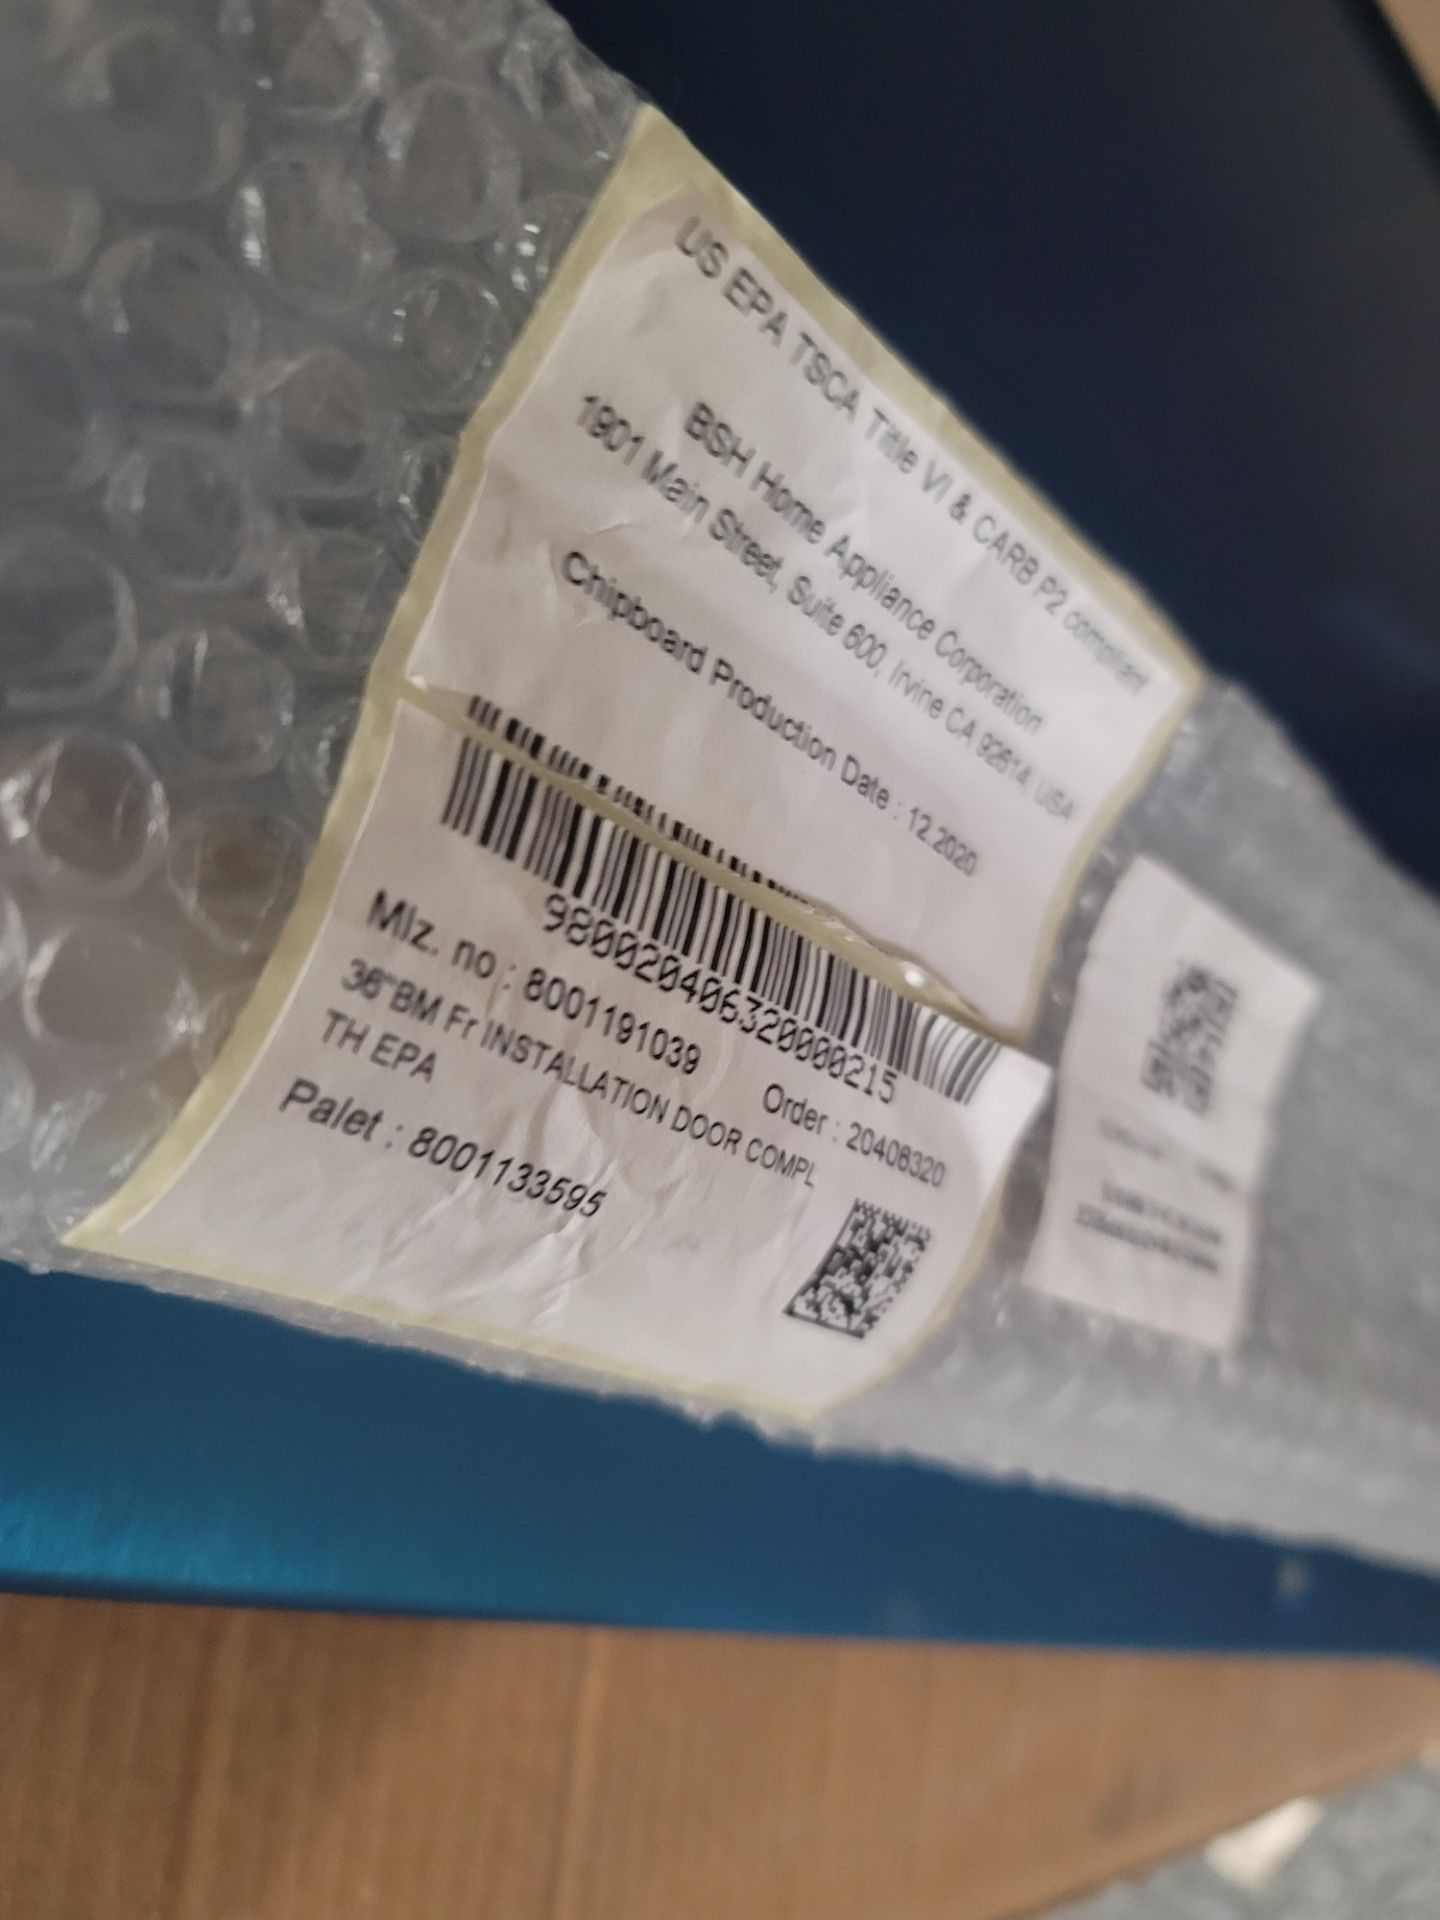 US EPA TSCA Title VI & CARB P2 compliant
BSH Home Appliance Corporation
1901 Main Street, Suite 600, Irvine CA 92614, USA
Chipboard Production Date : 12.2020
980020406320000215
Mlz. no : 8001191039
Order : 20406320
36"BM Fr INSTALLATION DOOR COMPL
TH EPA
Palet : 8001133595